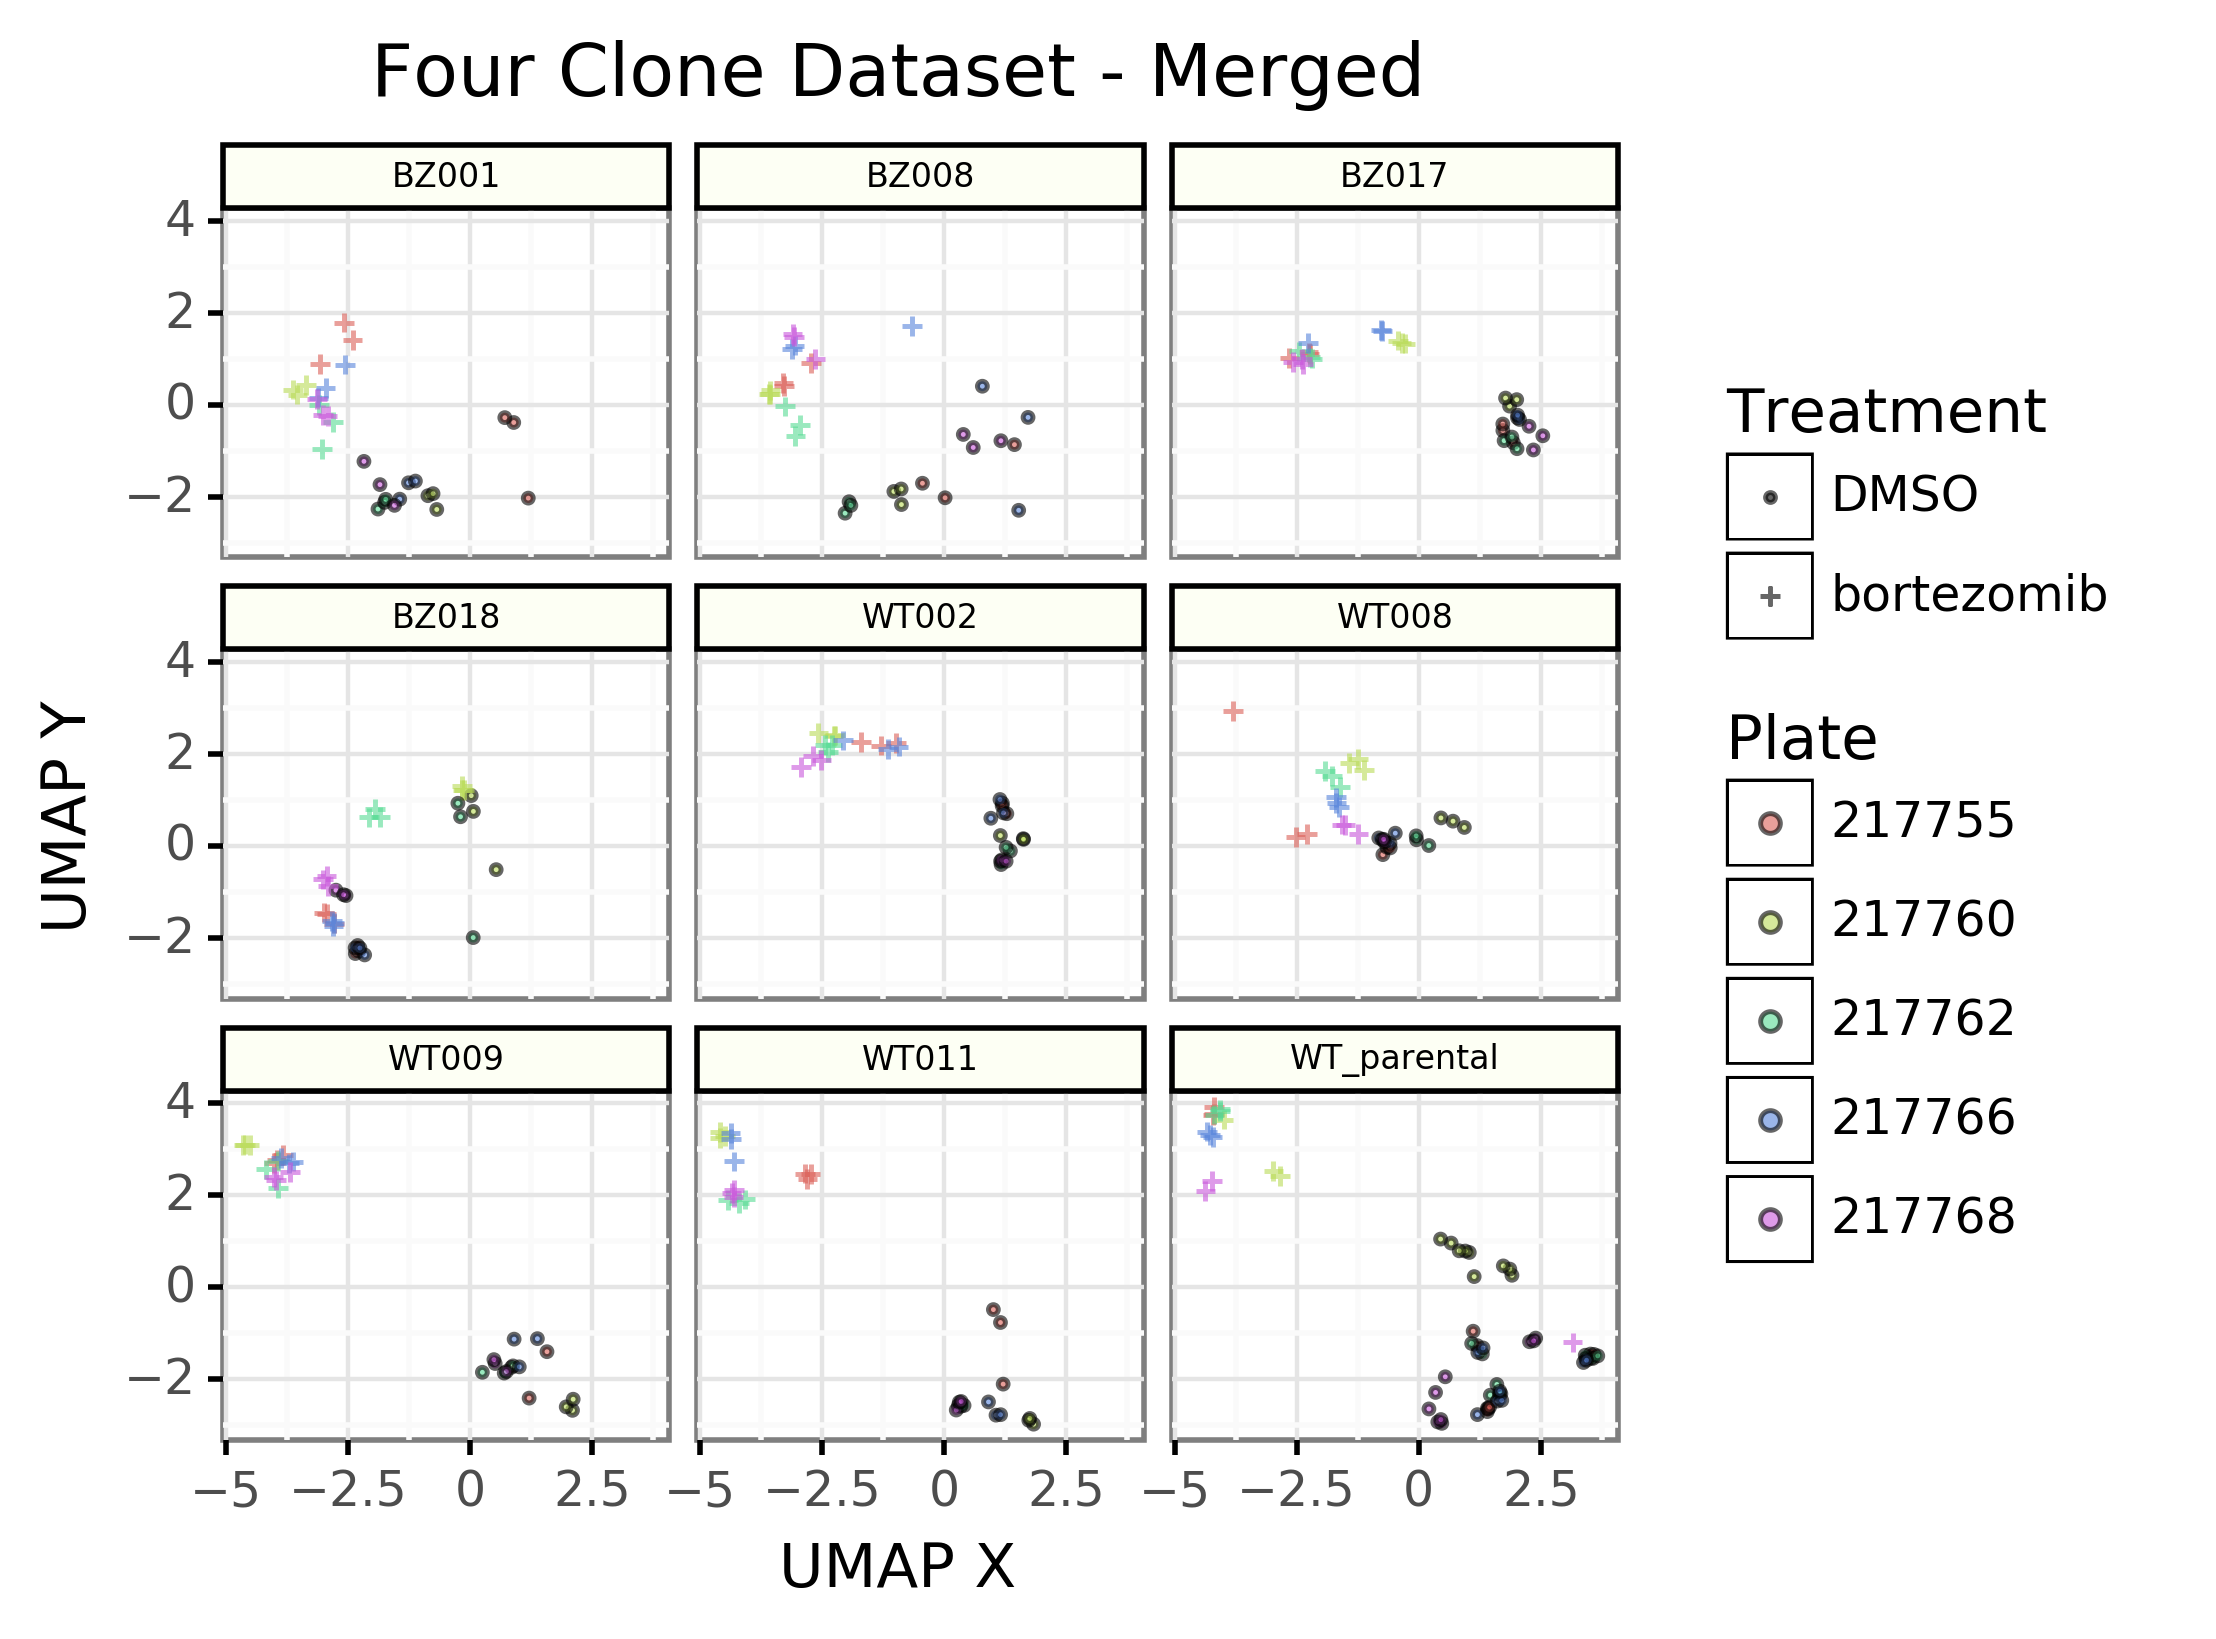 Four Clone Dataset - Merged
BZ001
BZ008
BZ017
4
2
0
−2
BZ018
WT002
WT008
4
2
0
−2
WT009
WT011
WT_parental
4
2
0
−2
−5 −2.5 0 2.5 −5 −2.5 0 2.5 −5 −2.5 0 2.5
UMAP X
UMAP Y
Treatment
DMSO
bortezomib
Plate
217755
217760
217762
217766
217768